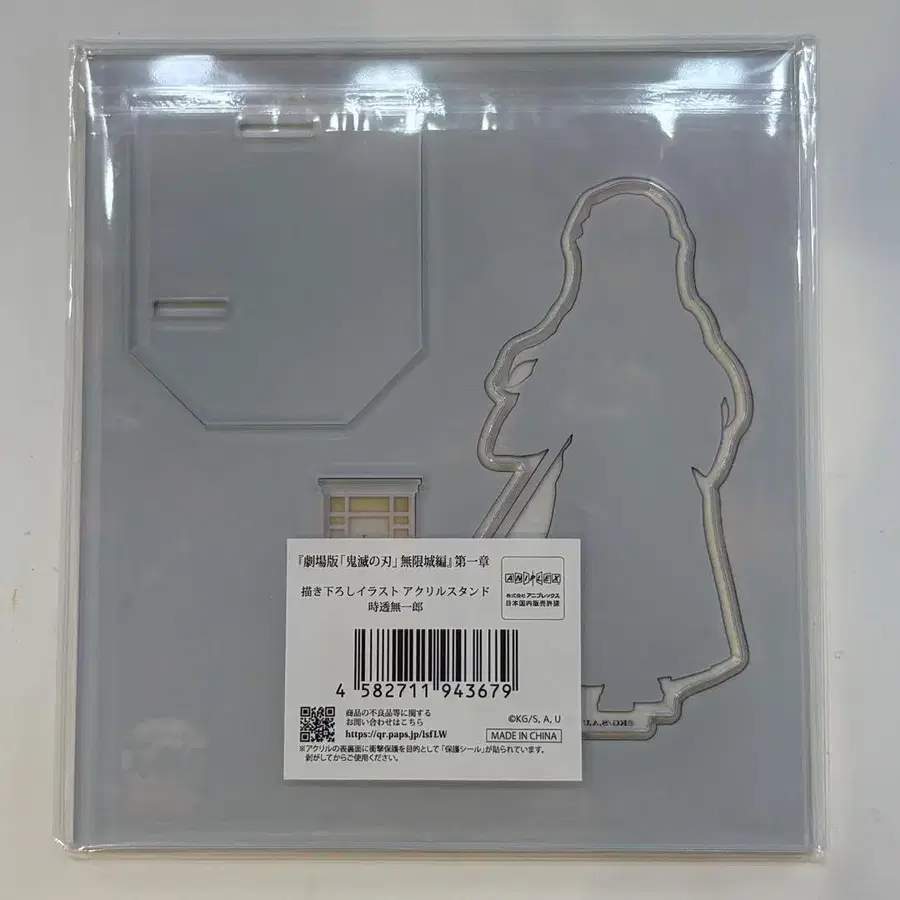 『劇場版「鬼滅の刃」無限城編』第一章
描き下ろしイラスト アクリルスタンド
時透無一郎
ANIPLEX
株式会社アニプレックス
日本国内販売許諾
4 582711 943679
商品の不良品等に関する
お問い合わせはこちら
https://qr.paps.jp/lsfLW
©KG/S, A, U
MADE IN CHINA
※アクリルの表裏面に衝撃保護を目的として「保護シール」が貼られています。
剥がしてからご使用ください。
©KG/S,A,U